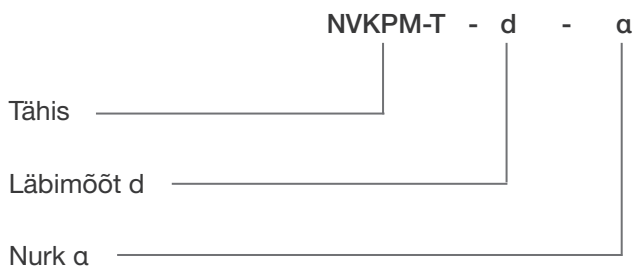 NVKPM-T - d - α
Tähis
Läbimõõt d
Nurk α